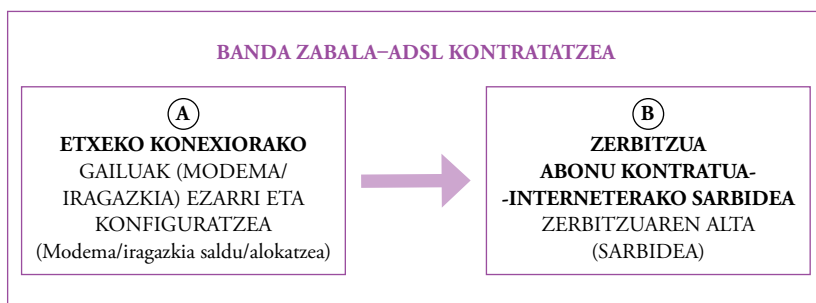 BANDA ZABALA–ADSL KONTRATATZEA
A
ETXEKO KONEXIORAKO
GAILUAK (MODEMA/
IRAGAZKIA) EZARRI ETA
KONFIGURATZEA
(Modema/iragazkia saldu/alokatzea)
B
ZERBITZUA
ABONU KONTRATUA-
-INTERNETERAKO SARBIDEA
ZERBITZUAREN ALTA
(SARBIDEA)